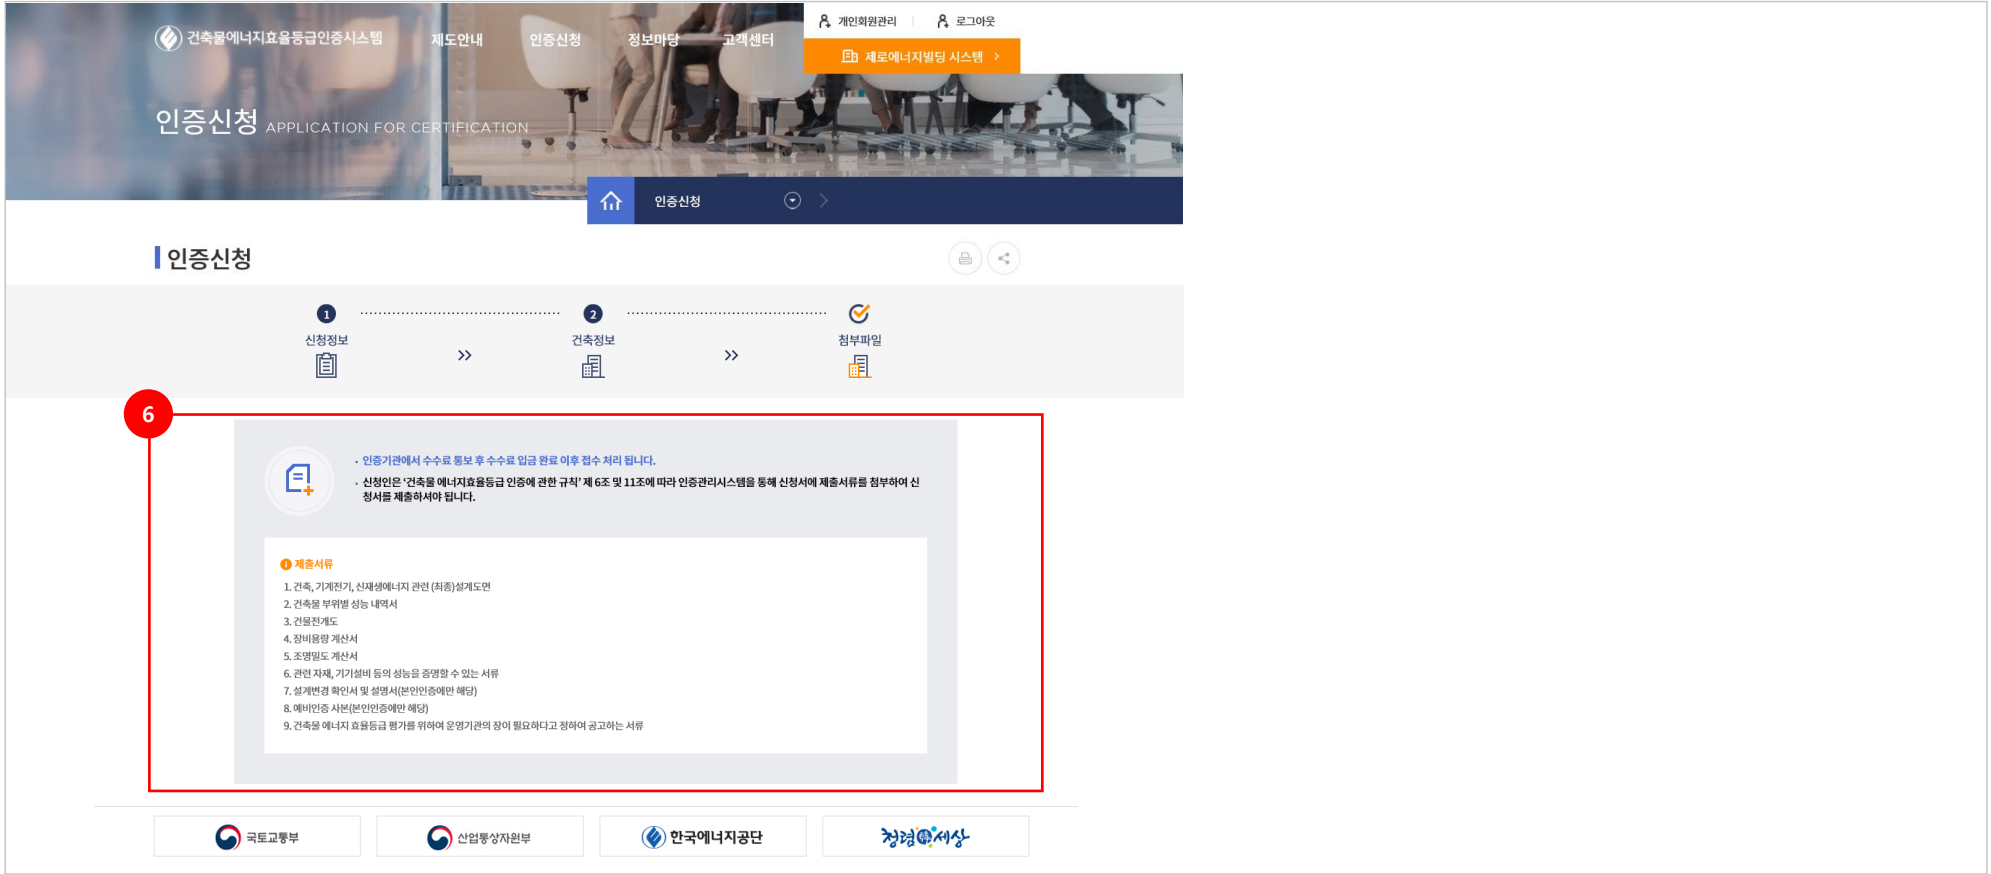 개인회원관리
로그아웃
건축물에너지효율등급인증시스템
제도안내
인증신청
정보마당
고객센터
제로에너지빌딩 시스템
인증신청 APPLICATION FOR CERTIFICATION
인증신청
인증신청
1
2
신청정보
건축정보
첨부파일
6
• 인증기관에서 수수료 통보 후 수수료 입금 완료 이후 접수 처리 됩니다.
• 신청인은 ‘건축물 에너지효율등급 인증에 관한 규칙’ 제 6조 및 11조에 따라 인증관리시스템을 통해 신청서에 제출서류를 첨부하여 신
청서를 제출하셔야 됩니다.
제출서류
1. 건축, 기계전기, 신재생에너지 관련 (최종)설계도면
2. 건축물 부위별 성능 내역서
3. 건물전개도
4. 장비용량 계산서
5. 조명밀도 계산서
6. 관련 자재, 기기설비 등의 성능을 증명할 수 있는 서류
7. 설계변경 확인서 및 설명서(본인인증에만 해당)
8. 예비인증 사본(본인인증에만 해당)
9. 건축물 에너지 효율등급 평가를 위하여 운영기관의 장이 필요하다고 정하여 공고하는 서류
국토교통부
산업통상자원부
한국에너지공단
청렴韓세상